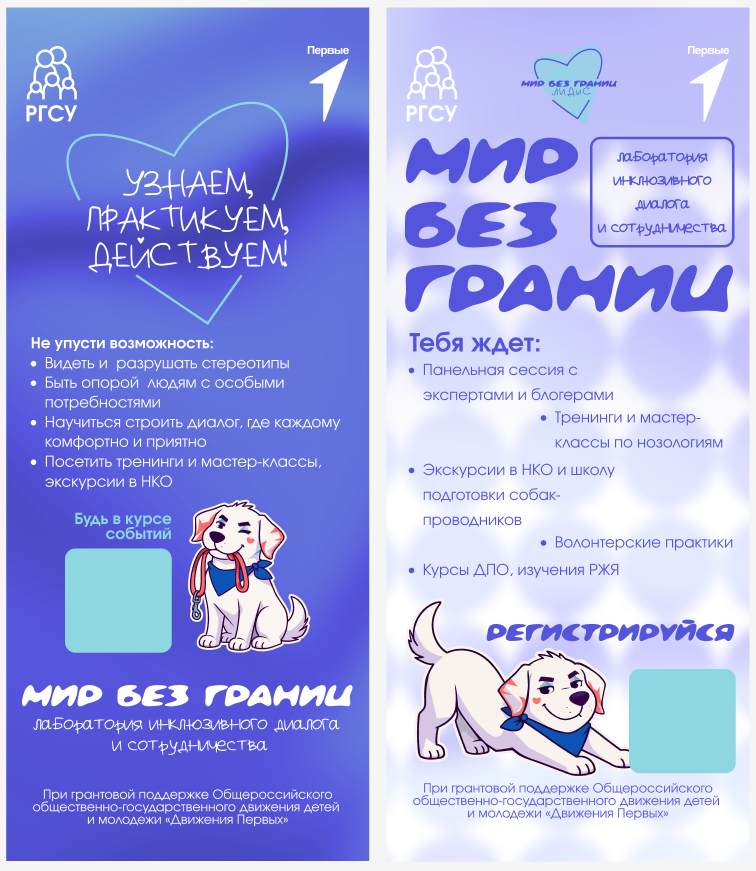 РГСУ
Первые
УЗНАЕМ,
ПРАКТИКУЕМ,
ДЕЙСТВУЕМ!
Не упусти возможность:
• Видеть и разрушать стереотипы
• Быть опорой людям с особыми
потребностями
• Научиться строить диалог, где каждому
комфортно и приятно
• Посетить тренинги и мастер-классы,
экскурсии в НКО
Будь в курсе
событий
МИР БЕЗ ГРАНИЦ
лаборатория инклюзивного диалога
и сотрудничества
При грантовой поддержке Общероссийского
общественно-государственного движения детей
и молодежи «Движения Первых»
РГСУ
МИР БЕЗ ГРАНИЦ
ЛИДИС
Первые
МИР
БЕЗ
ГРАНИЦ
лаборатория
инклюзивного
диалога
и сотрудничества
Тебя ждет:
• Панельная сессия с
экспертами и блогерами
• Тренинги и мастер-
классы по нозологиям
• Экскурсии в НКО и школу
подготовки собак-
проводников
• Волонтерские практики
• Курсы ДПО, изучения РЖЯ
РЕГИСТРИРУЙСЯ
При грантовой поддержке Общероссийского
общественно-государственного движения детей
и молодежи «Движения Первых»